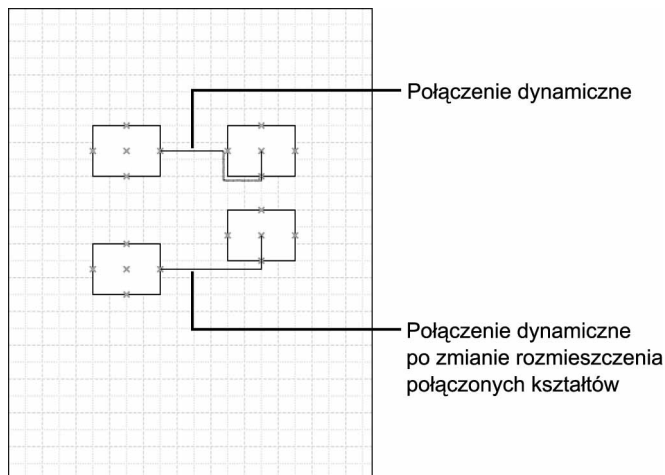 Połączenie dynamiczne
Połączenie dynamiczne
po zmianie rozmieszczenia
połączonych kształtów